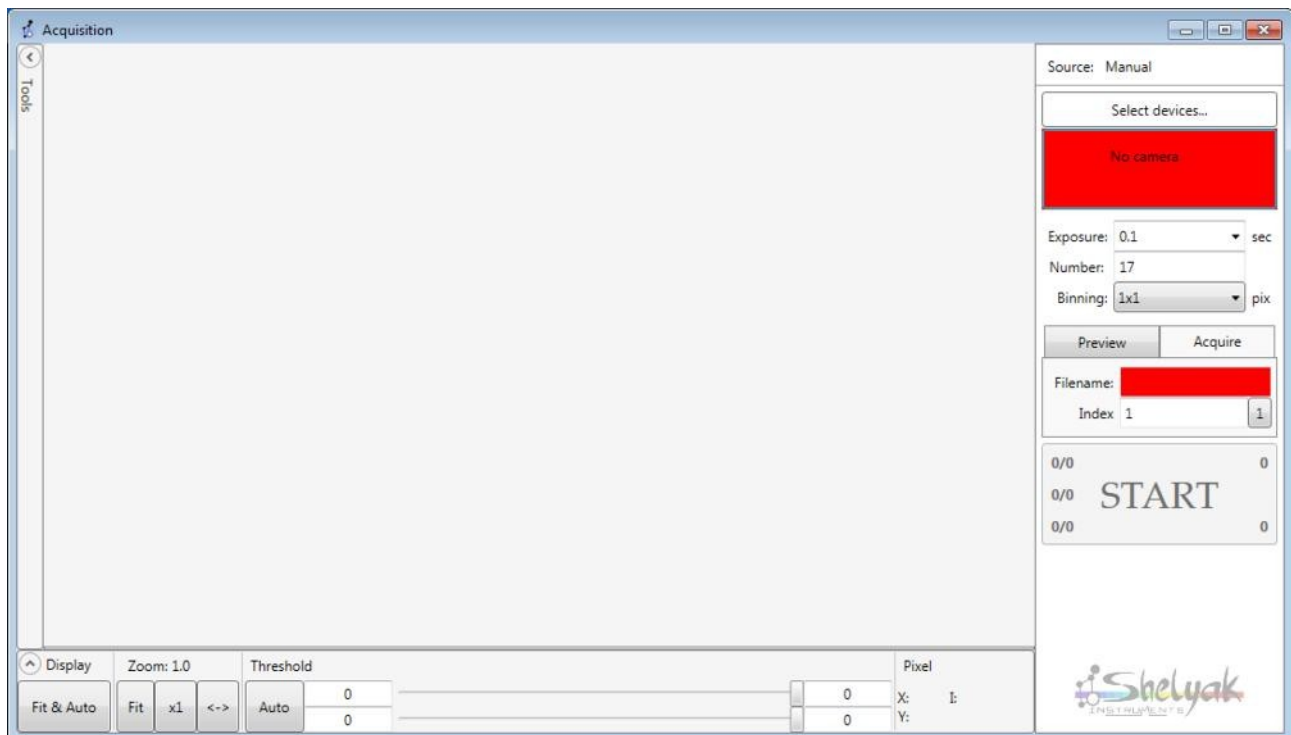 Acquisition
Tools
Source: Manual
Select devices...
No camera
Exposure: 0.1 sec
Number: 17
Binning: 1x1 pix
Preview Acquire
Filename:
Index 1 1
0/0 0
0/0 START
0/0 0
Display Zoom: 1.0 Threshold Pixel
Fit & Auto Fit x1 <-> Auto
0 0 X: I:
0 0 Y:
Shelyak
INSTRUMENTS